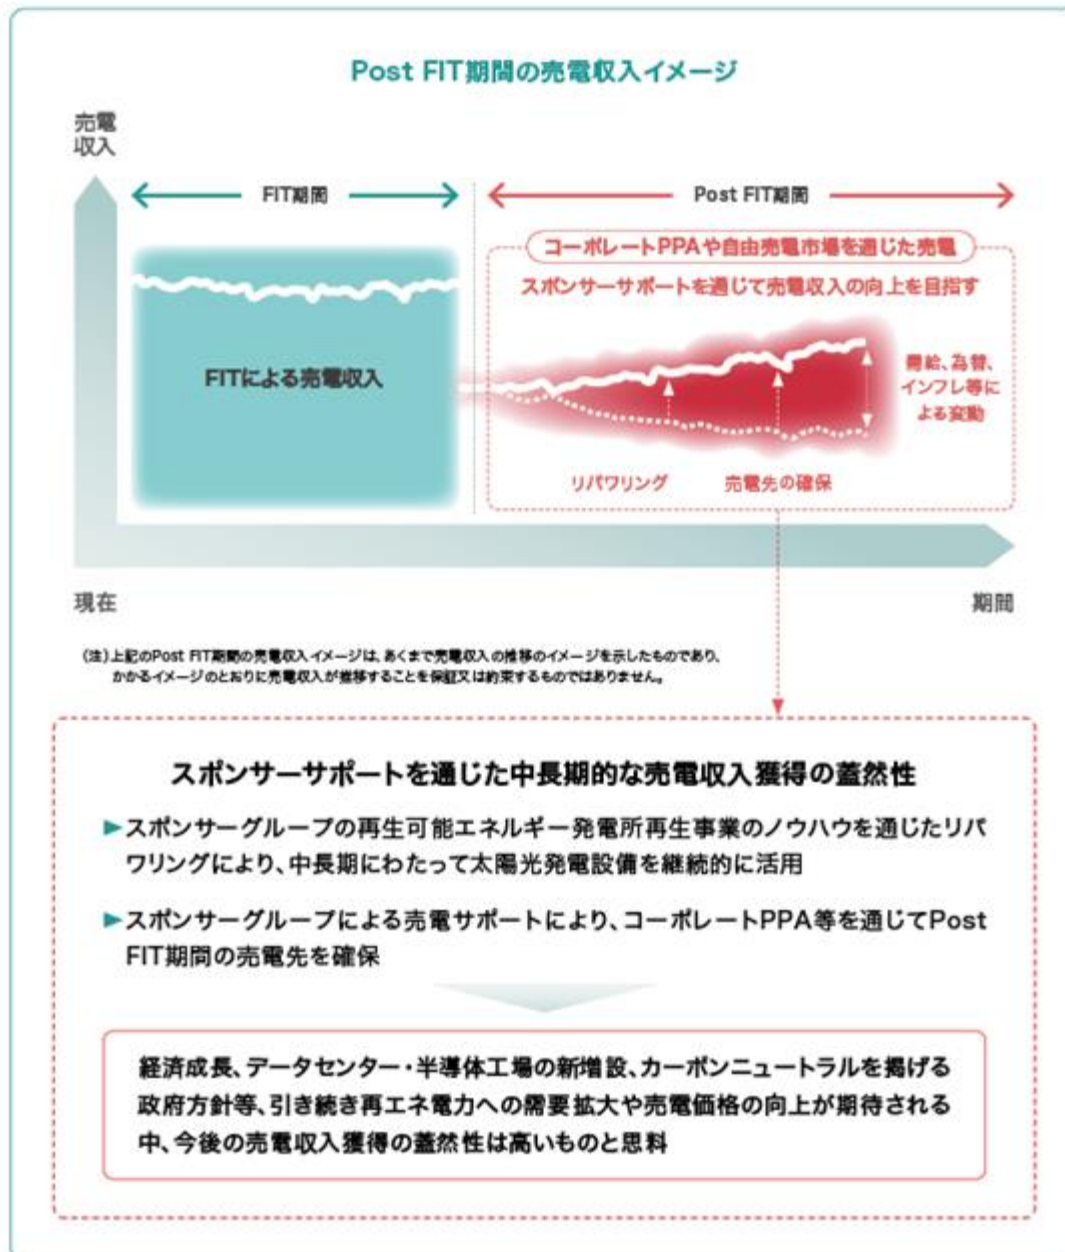 Post FIT期間の売電収入イメージ
売電
収入
FIT期間
Post FIT期間
コーポレートPPAや自由売電市場を通じた売電
スポンサーサポートを通じて売電収入の向上を目指す
FITによる売電収入
需給、為替、
インフレ等に
よる変動
リパワリング
売電先の確保
現在
期間
(注)上記のPost FIT期間の売電収入イメージは、あくまで売電収入の推移のイメージを示したものであり、
かかるイメージのとおりに売電収入が推移することを保証又は約束するものではありません。
スポンサーサポートを通じた中長期的な売電収入獲得の蓋然性
▶スポンサーグループの再生可能エネルギー発電所再生事業のノウハウを通じたリパ
ワリングにより、中長期にわたって太陽光発電設備を継続的に活用
▶スポンサーグループによる売電サポートにより、コーポレートPPA等を通じてPost
FIT期間の売電先を確保
経済成長、データセンター・半導体工場の新増設、カーボンニュートラルを掲げる
政府方針等、引き続き再エネ電力への需要拡大や売電価格の向上が期待される
中、今後の売電収入獲得の蓋然性は高いものと思料